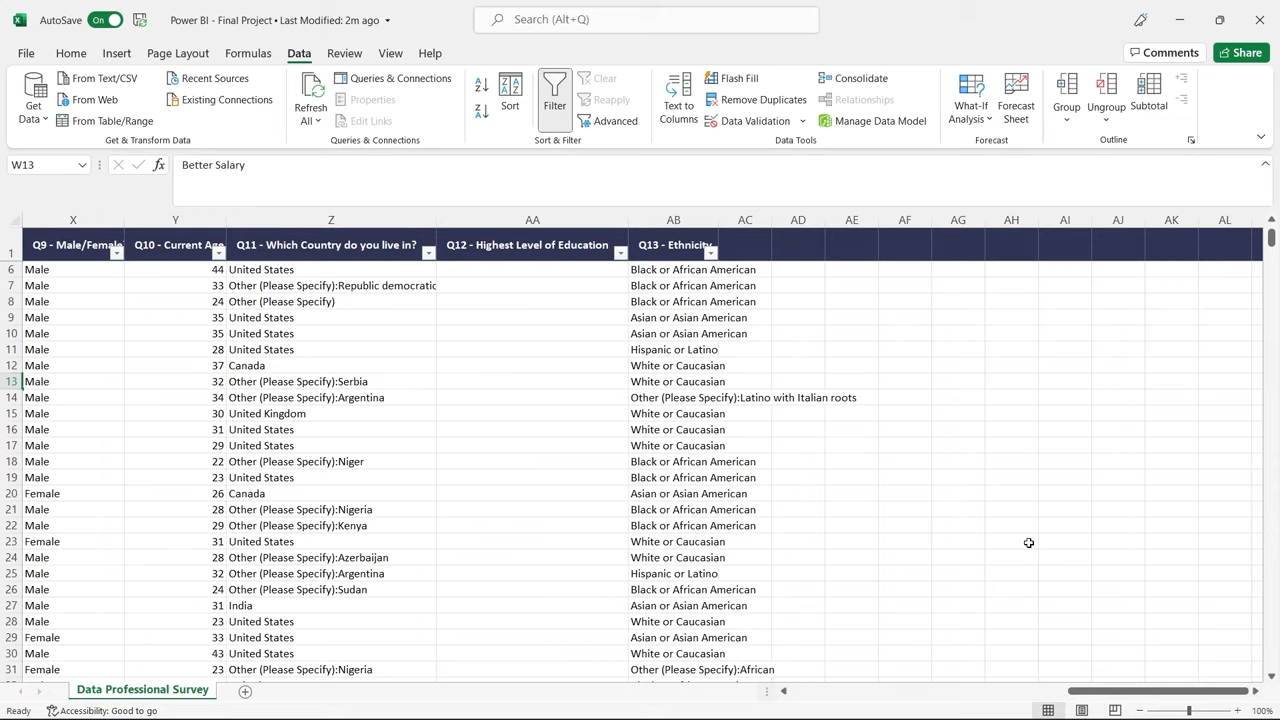 AutoSave On Power BI - Final Project • Last Modified: 2m ago Search (Alt+Q)
File Home Insert Page Layout Formulas Data Review View Help Comments Share
Get Data From Text/CSV From Web From Table/Range Recent Sources Existing Connections
Get & Transform Data
Refresh All Queries & Connections Properties Edit Links
Queries & Connections
Sort Filter Clear Reapply Advanced
Sort & Filter
Text to Columns Flash Fill Remove Duplicates Data Validation Consolidate Relationships Manage Data Model
Data Tools
What-If Analysis Forecast Sheet
Forecast
Group Ungroup Subtotal
Outline
W13 fx Better Salary
X Y Z AA AB AC AD AE AF AG AH AI AJ AK AL
1 Q9 - Male/Female Q10 - Current Age Q11 - Which Country do you live in? Q12 - Highest Level of Education Q13 - Ethnicity
6 Male 44 United States Black or African American
7 Male 33 Other (Please Specify):Republic democratic Black or African American
8 Male 24 Other (Please Specify) Black or African American
9 Male 35 United States Asian or Asian American
10 Male 35 United States Asian or Asian American
11 Male 28 United States Hispanic or Latino
12 Male 37 Canada White or Caucasian
13 Male 32 Other (Please Specify):Serbia White or Caucasian
14 Male 34 Other (Please Specify):Argentina Other (Please Specify):Latino with Italian roots
15 Male 30 United Kingdom White or Caucasian
16 Male 31 United States White or Caucasian
17 Male 29 United States White or Caucasian
18 Male 22 Other (Please Specify):Niger Black or African American
19 Male 23 United States Black or African American
20 Female 26 Canada Asian or Asian American
21 Male 28 Other (Please Specify):Nigeria Black or African American
22 Male 29 Other (Please Specify):Kenya Black or African American
23 Female 31 United States White or Caucasian
24 Male 28 Other (Please Specify):Azerbaijan White or Caucasian
25 Male 32 Other (Please Specify):Argentina Hispanic or Latino
26 Male 24 Other (Please Specify):Sudan Black or African American
27 Male 31 India Asian or Asian American
28 Male 23 United States White or Caucasian
29 Female 33 United States Asian or Asian American
30 Male 43 United States White or Caucasian
31 Female 23 Other (Please Specify):Nigeria Other (Please Specify):African
Data Professional Survey
Ready Accessibility: Good to go 100%